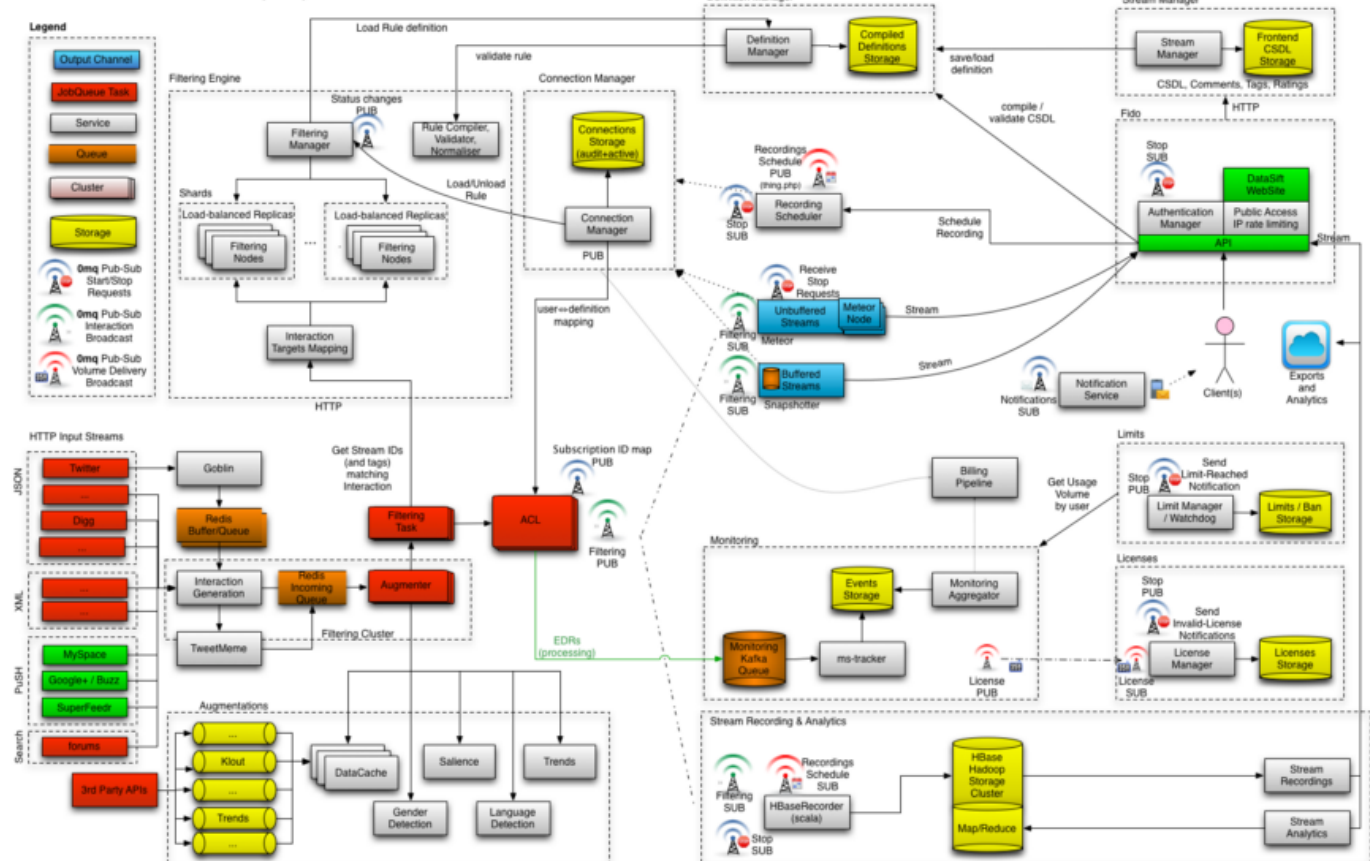 Legend
Output Channel
JobQueue Task
Service
Queue
Cluster
Storage
0mq Pub-Sub
Start/Stop
Requests
0mq Pub-Sub
Interaction
Broadcast
0mq Pub-Sub
Volume Delivery
Broadcast
Load Rule definition
validate rule
Filtering Engine
Status changes
PUB
Filtering
Manager
Rule Compiler,
Validator,
Normaliser
Shards
Load-balanced Replicas
Filtering
Nodes
...
Load-balanced Replicas
Filtering
Nodes
Interaction
Targets Mapping
HTTP
Load/Unload
Rule
Connection Manager
Connections
Storage
(audit+active)
Connection
Manager
PUB
user⇔definition
mapping
Definition
Manager
Compiled
Definitions
Storage
save/load
definition
compile /
validate CSDL
Stream Manager
Stream
Manager
Frontend
CSDL
Storage
CSDL, Comments, Tags, Ratings
HTTP
Fido
Stop
SUB
DataSift
WebSite
Authentication
Manager
Public Access
IP rate limiting
API
Stream
Recordings
Schedule
PUB
(thing.php)
Stop
SUB
Recording
Scheduler
Schedule
Recording
Receive
Stop
Requests
Filtering
SUB
Unbuffered
Streams
Meteor
Node
Meteor
Stream
Filtering
SUB
Buffered
Streams
Snapshotter
Stream
Notifications
SUB
Notification
Service
Client(s)
Exports
and
Analytics
HTTP Input Streams
JSON
Twitter
...
Digg
...
XML
...
...
PuSH
MySpace
Google+ / Buzz
SuperFeedr
Search
forums
3rd Party APIs
Goblin
Redis
Buffer/Queue
Interaction
Generation
TweetMeme
Redis
Incoming
Queue
Augmenter
Filtering Cluster
Filtering
Task
Get Stream IDs
(and tags)
matching
Interaction
ACL
Subscription ID map
PUB
Filtering
PUB
EDRs
(processing)
Augmentations
...
Klout
...
Trends
...
DataCache
Gender
Detection
Salience
Language
Detection
Trends
Billing
Pipeline
Get Usage
Volume
by user
Monitoring
Events
Storage
Monitoring
Aggregator
Monitoring
Kafka
Queue
ms-tracker
License
PUB
Limits
Stop
PUB
Send
Limit-Reached
Notification
Limit Manager
/ Watchdog
Limits / Ban
Storage
Licenses
Stop
PUB
Send
Invalid-License
Notifications
License
SUB
License
Manager
Licenses
Storage
Stream Recording & Analytics
Filtering
SUB
Recordings
Schedule
SUB
Stop
SUB
HBaseRecorder
(scala)
HBase
Hadoop
Storage
Cluster
Map/Reduce
Stream
Recordings
Stream
Analytics